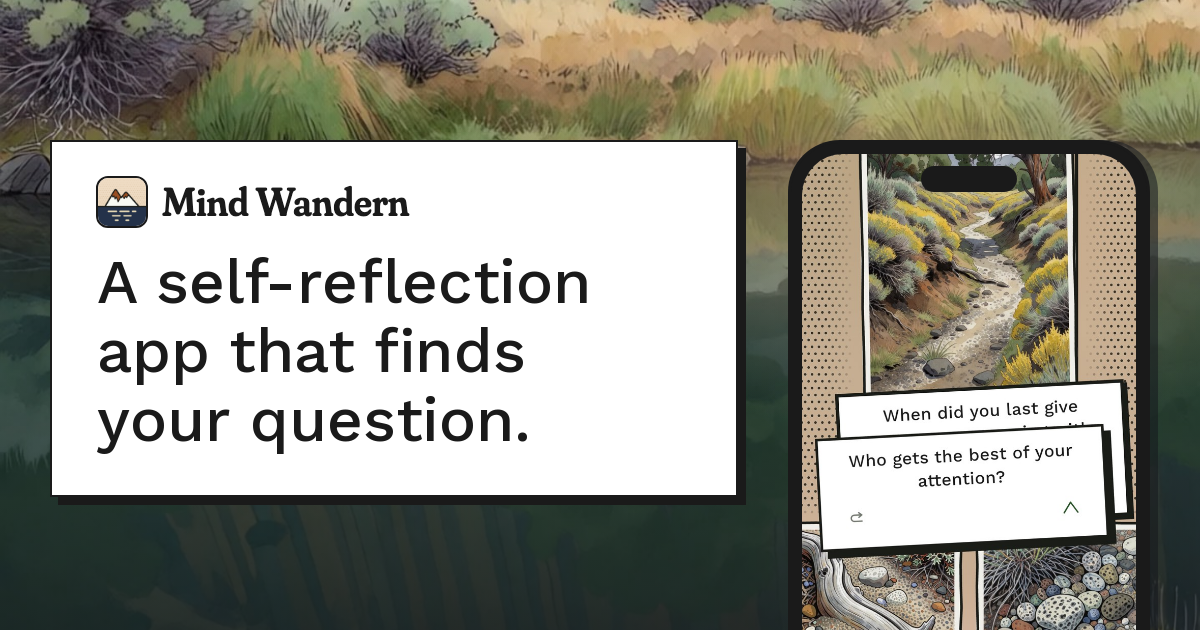 Mind Wandern
A self-reflection
app that finds
your question.
When did you last give
Who gets the best of your
attention?